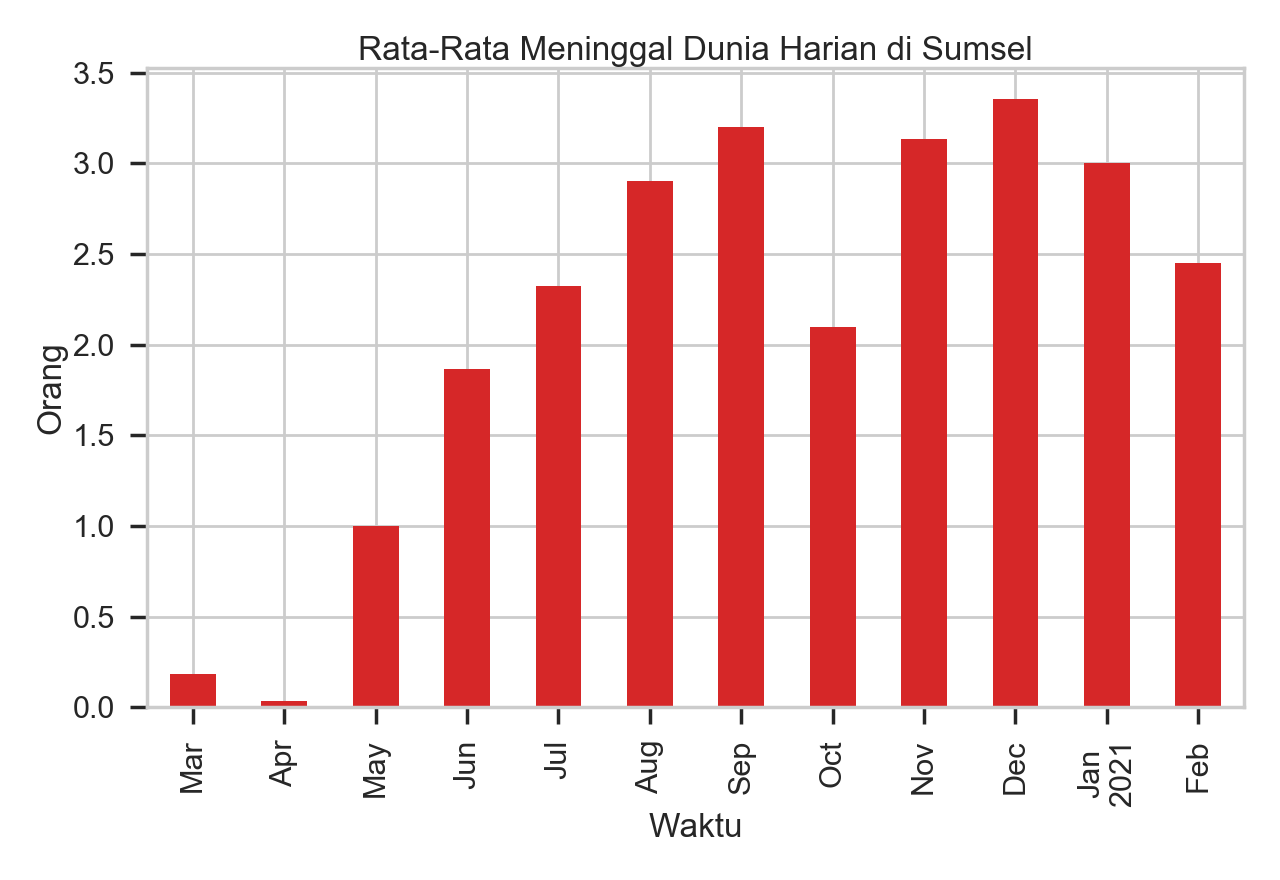 Rata-Rata Meninggal Dunia Harian di Sumsel
3.5
3.0
2.5
2.0
1.5
1.0
0.5
0.0
Orang
Mar
Apr
May
Jun
Jul
Aug
Sep
Oct
Nov
Dec
Jan
2021
Feb
Waktu